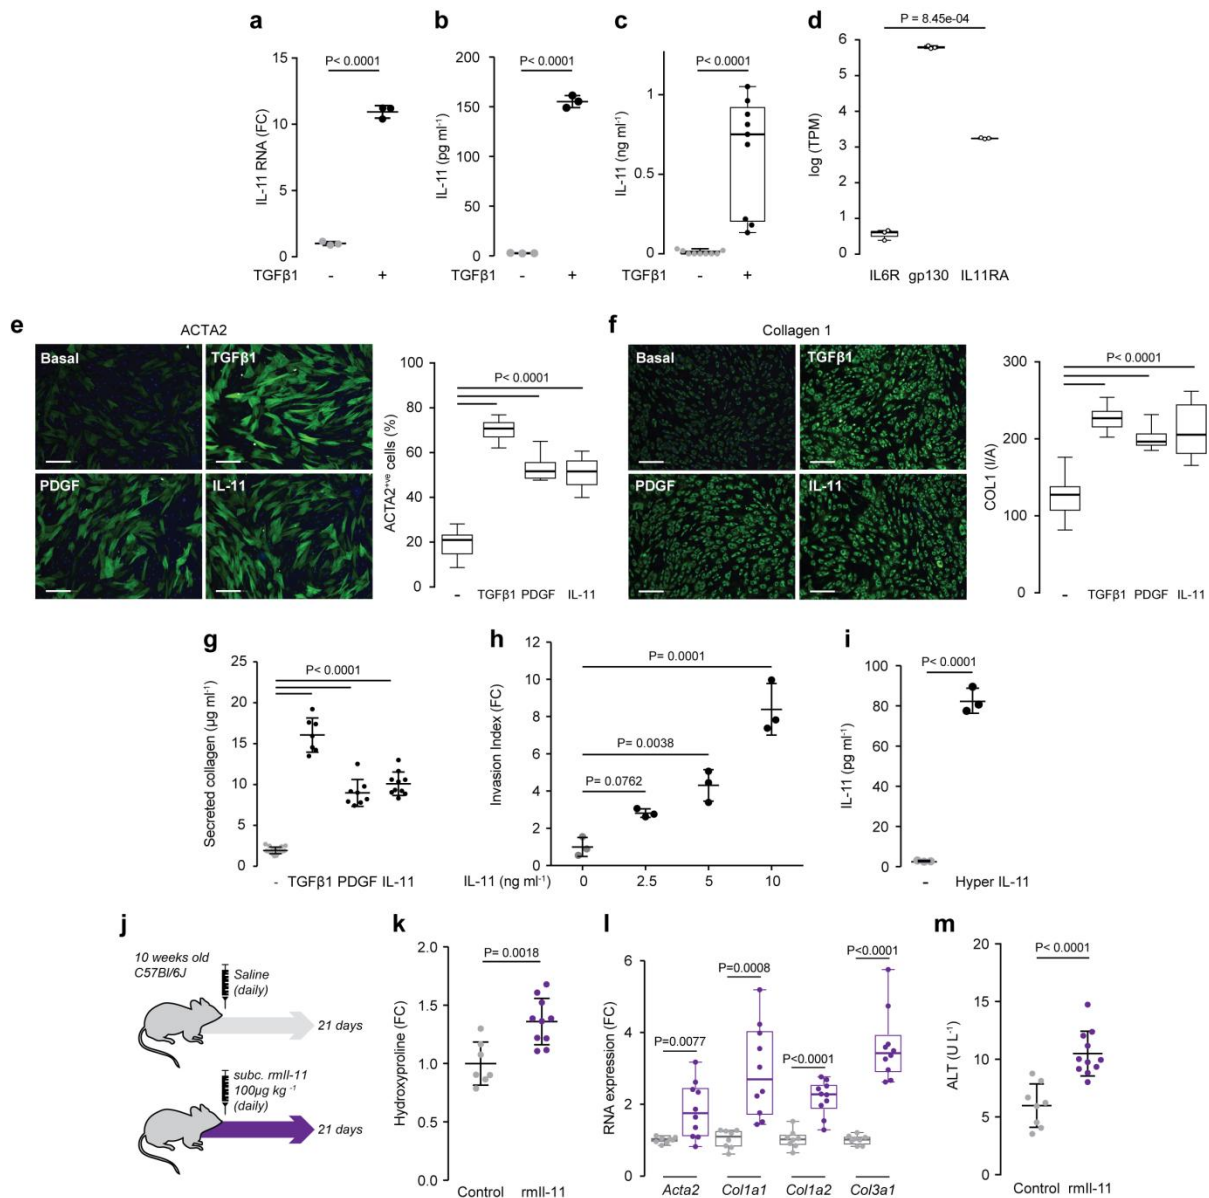 a
P< 0.0001
IL-11 RNA (FC)
15
10
5
0
TGFβ1 - +
b
P< 0.0001
IL-11 (pg ml⁻¹)
200
150
100
50
0
TGFβ1 - +
c
P< 0.0001
IL-11 (ng ml⁻¹)
1
0.5
0
TGFβ1 - +
d
P = 8.45e-04
log (TPM)
6
5
4
3
2
1
0
IL6R gp130 IL11RA
e
ACTA2
Basal
TGFβ1
PDGF
IL-11
P< 0.0001
ACTA2⁺ᵛᵉ cells (%)
100
80
60
40
20
0
- TGFβ1 PDGF IL-11
f
Collagen 1
Basal
TGFβ1
PDGF
IL-11
P< 0.0001
COL1 (I/A)
300
200
100
0
- TGFβ1 PDGF IL-11
g
P< 0.0001
Secreted collagen (µg ml⁻¹)
25
20
15
10
5
0
- TGFβ1 PDGF IL-11
h
P= 0.0001
P= 0.0038
P= 0.0762
Invasion Index (FC)
12
10
8
6
4
2
0
IL-11 (ng ml⁻¹) 0 2.5 5 10
i
P< 0.0001
IL-11 (pg ml⁻¹)
100
80
60
40
20
0
- Hyper IL-11
j
10 weeks old
C57Bl/6J
Saline
(daily)
21 days
subc. rmIl-11
100µg kg ⁻¹
(daily)
21 days
k
P= 0.0018
Hydroxyproline (FC)
2.0
1.5
1.0
0.5
0.0
Control rmIl-11
l
P=0.0077
P=0.0008
P<0.0001
P<0.0001
RNA expression (FC)
6
4
2
0
Acta2 Col1a1 Col1a2 Col3a1
m
P< 0.0001
ALT (U L⁻¹)
20
15
10
5
0
Control rmIl-11